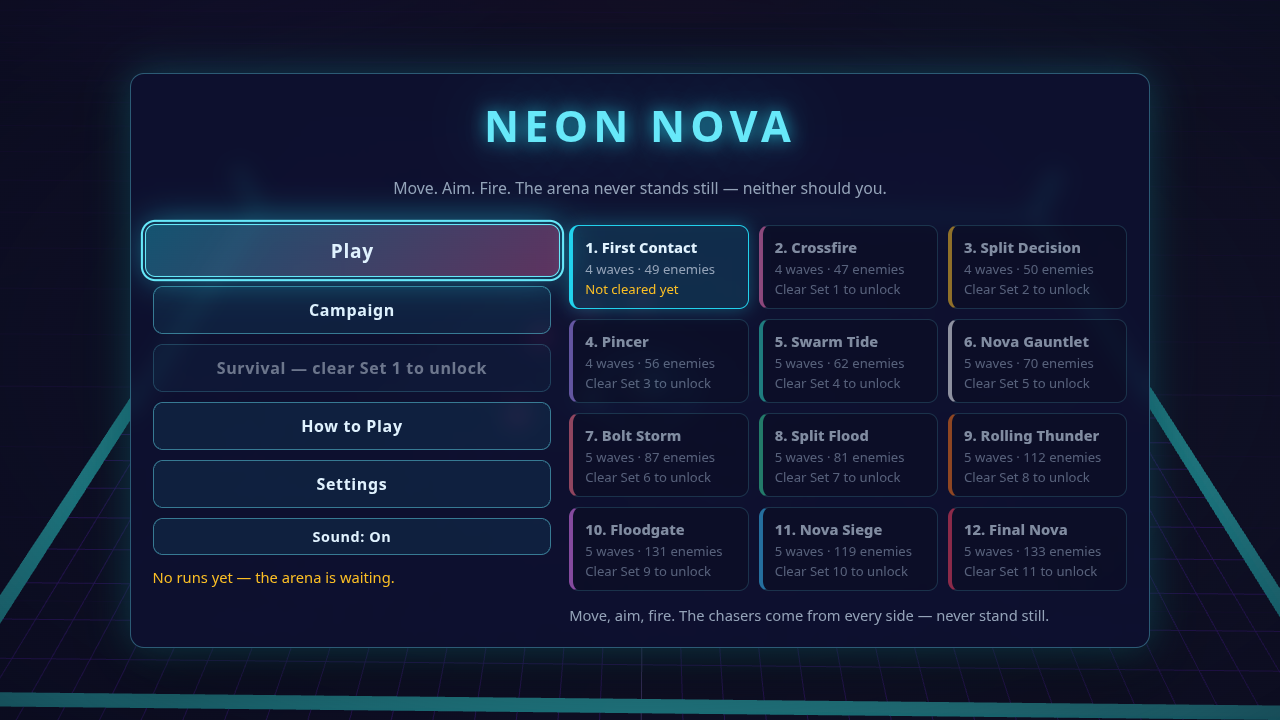 NEON NOVA
Move. Aim. Fire. The arena never stands still — neither should you.
Play
Campaign
Survival — clear Set 1 to unlock
How to Play
Settings
Sound: On
No runs yet — the arena is waiting.
1. First Contact
4 waves · 49 enemies
Not cleared yet
2. Crossfire
4 waves · 47 enemies
Clear Set 1 to unlock
3. Split Decision
4 waves · 50 enemies
Clear Set 2 to unlock
4. Pincer
4 waves · 56 enemies
Clear Set 3 to unlock
5. Swarm Tide
5 waves · 62 enemies
Clear Set 4 to unlock
6. Nova Gauntlet
5 waves · 70 enemies
Clear Set 5 to unlock
7. Bolt Storm
5 waves · 87 enemies
Clear Set 6 to unlock
8. Split Flood
5 waves · 81 enemies
Clear Set 7 to unlock
9. Rolling Thunder
5 waves · 112 enemies
Clear Set 8 to unlock
10. Floodgate
5 waves · 131 enemies
Clear Set 9 to unlock
11. Nova Siege
5 waves · 119 enemies
Clear Set 10 to unlock
12. Final Nova
5 waves · 133 enemies
Clear Set 11 to unlock
Move, aim, fire. The chasers come from every side — never stand still.